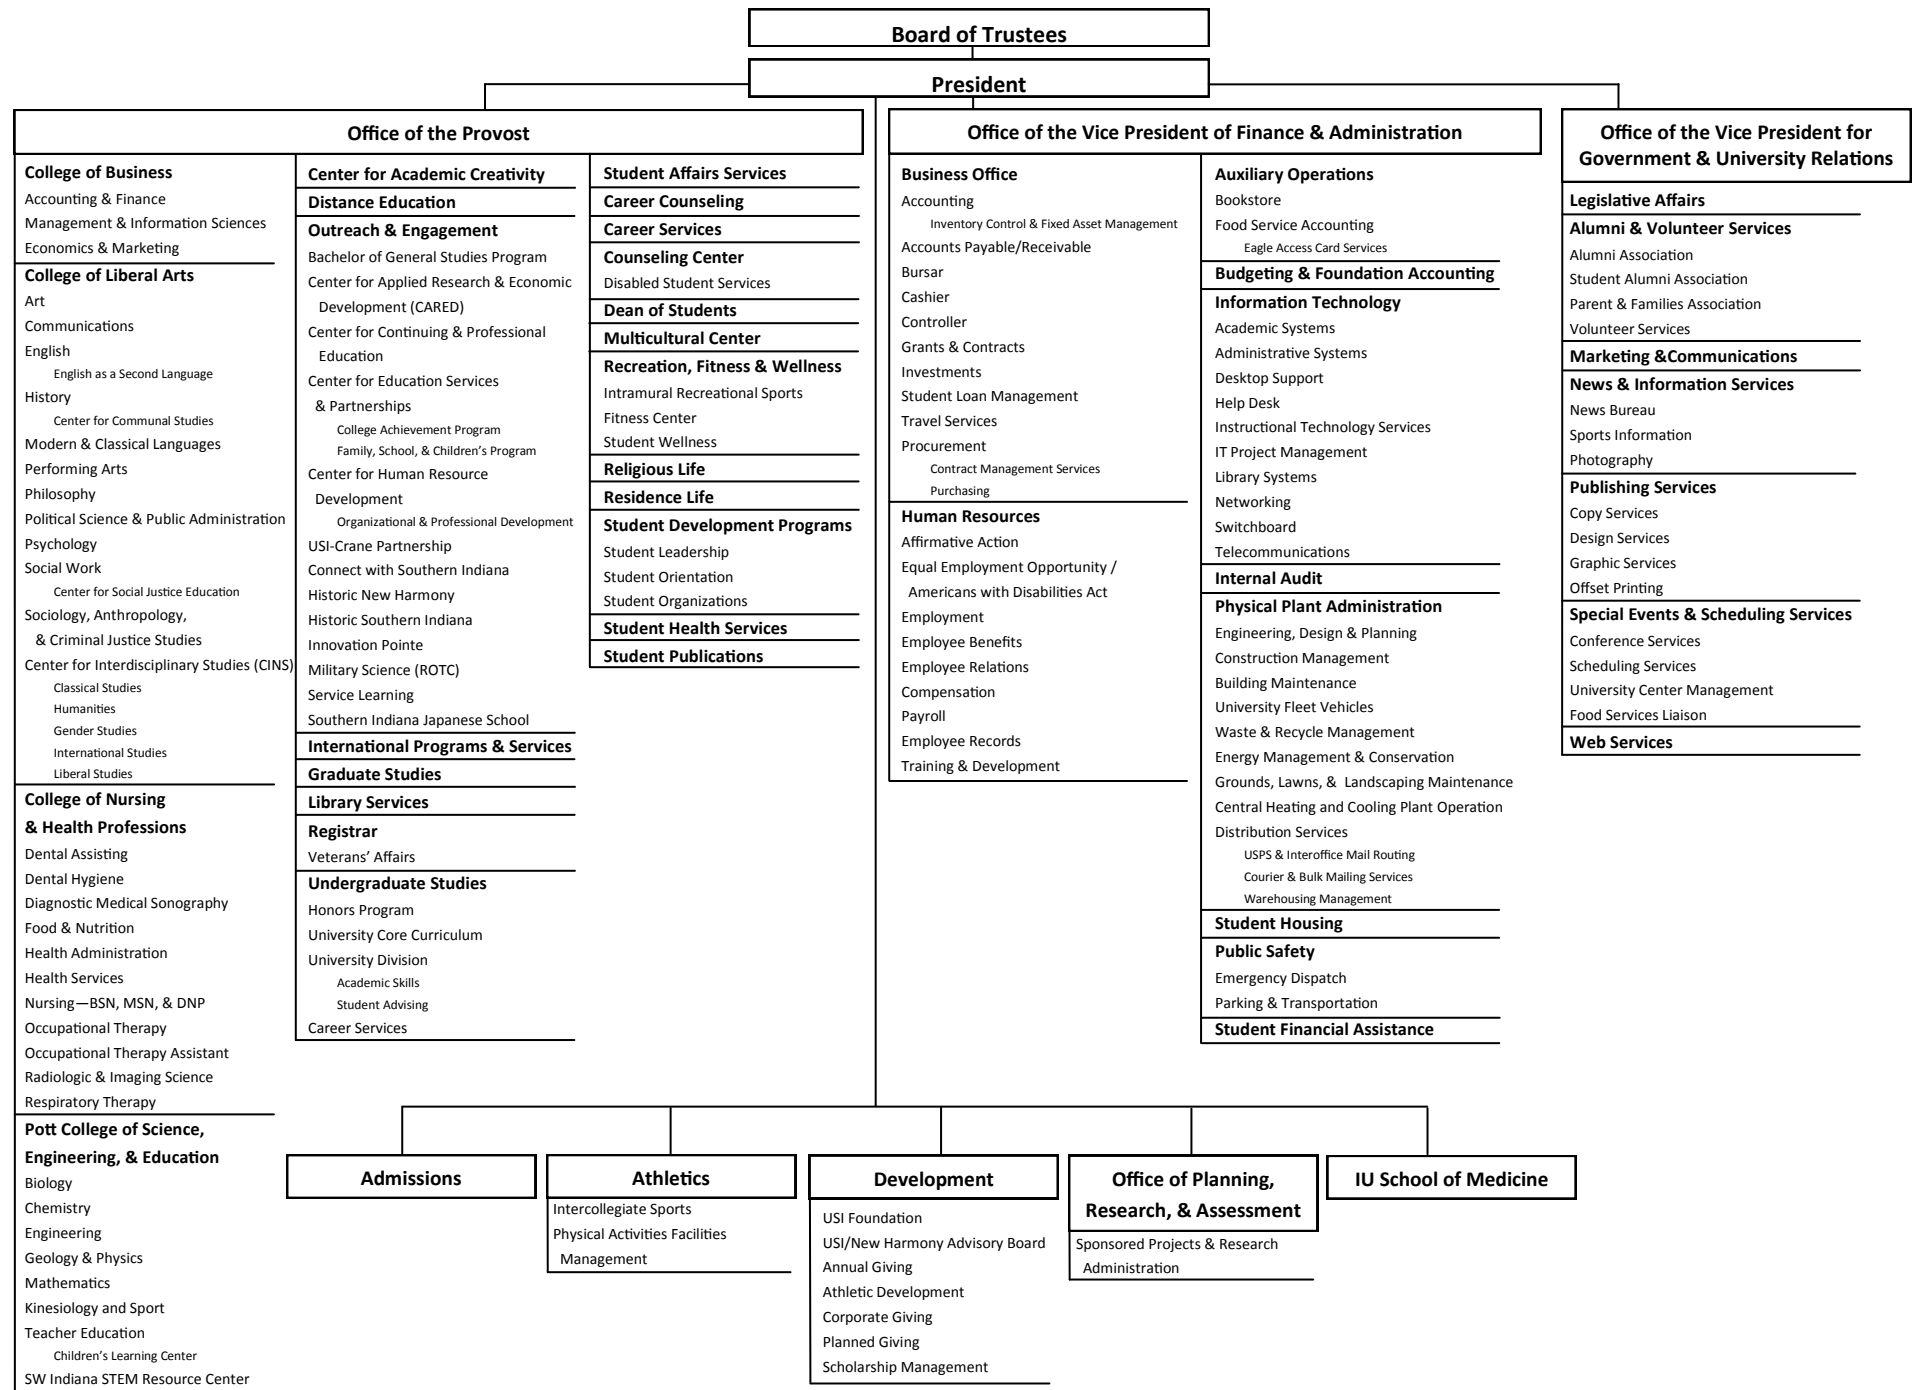 Board of Trustees
President
Office of the Provost
College of Business
Accounting & Finance
Management & Information Sciences
Economics & Marketing
College of Liberal Arts
Art
Communications
English
English as a Second Language
History
Center for Communal Studies
Modern & Classical Languages
Performing Arts
Philosophy
Political Science & Public Administration
Psychology
Social Work
Center for Social Justice Education
Sociology, Anthropology,
& Criminal Justice Studies
Center for Interdisciplinary Studies (CINS)
Classical Studies
Humanities
Gender Studies
International Studies
Liberal Studies
College of Nursing
& Health Professions
Dental Assisting
Dental Hygiene
Diagnostic Medical Sonography
Food & Nutrition
Health Administration
Health Services
Nursing—BSN, MSN, & DNP
Occupational Therapy
Occupational Therapy Assistant
Radiologic & Imaging Science
Respiratory Therapy
Pott College of Science,
Engineering, & Education
Biology
Chemistry
Engineering
Geology & Physics
Mathematics
Kinesiology and Sport
Teacher Education
Children's Learning Center
SW Indiana STEM Resource Center
Center for Academic Creativity
Distance Education
Outreach & Engagement
Bachelor of General Studies Program
Center for Applied Research & Economic
Development (CARED)
Center for Continuing & Professional
Education
Center for Education Services
& Partnerships
College Achievement Program
Family, School, & Children's Program
Center for Human Resource
Development
Organizational & Professional Development
USI-Crane Partnership
Connect with Southern Indiana
Historic New Harmony
Historic Southern Indiana
Innovation Pointe
Military Science (ROTC)
Service Learning
Southern Indiana Japanese School
International Programs & Services
Graduate Studies
Library Services
Registrar
Veterans' Affairs
Undergraduate Studies
Honors Program
University Core Curriculum
University Division
Academic Skills
Student Advising
Career Services
Student Affairs Services
Career Counseling
Career Services
Counseling Center
Disabled Student Services
Dean of Students
Multicultural Center
Recreation, Fitness & Wellness
Intramural Recreational Sports
Fitness Center
Student Wellness
Religious Life
Residence Life
Student Development Programs
Student Leadership
Student Orientation
Student Organizations
Student Health Services
Student Publications
Office of the Vice President of Finance & Administration
Business Office
Accounting
Inventory Control & Fixed Asset Management
Accounts Payable/Receivable
Bursar
Cashier
Controller
Grants & Contracts
Investments
Student Loan Management
Travel Services
Procurement
Contract Management Services
Purchasing
Human Resources
Affirmative Action
Equal Employment Opportunity /
Americans with Disabilities Act
Employment
Employee Benefits
Employee Relations
Compensation
Payroll
Employee Records
Training & Development
Auxiliary Operations
Bookstore
Food Service Accounting
Eagle Access Card Services
Budgeting & Foundation Accounting
Information Technology
Academic Systems
Administrative Systems
Desktop Support
Help Desk
Instructional Technology Services
IT Project Management
Library Systems
Networking
Switchboard
Telecommunications
Internal Audit
Physical Plant Administration
Engineering, Design & Planning
Construction Management
Building Maintenance
University Fleet Vehicles
Waste & Recycle Management
Energy Management & Conservation
Grounds, Lawns, & Landscaping Maintenance
Central Heating and Cooling Plant Operation
Distribution Services
USPS & Interoffice Mail Routing
Courier & Bulk Mailing Services
Warehousing Management
Student Housing
Public Safety
Emergency Dispatch
Parking & Transportation
Student Financial Assistance
Office of the Vice President for
Government & University Relations
Legislative Affairs
Alumni & Volunteer Services
Alumni Association
Student Alumni Association
Parent & Families Association
Volunteer Services
Marketing &Communications
News & Information Services
News Bureau
Sports Information
Photography
Publishing Services
Copy Services
Design Services
Graphic Services
Offset Printing
Special Events & Scheduling Services
Conference Services
Scheduling Services
University Center Management
Food Services Liaison
Web Services
Admissions
Athletics
Intercollegiate Sports
Physical Activities Facilities
Management
Development
USI Foundation
USI/New Harmony Advisory Board
Annual Giving
Athletic Development
Corporate Giving
Planned Giving
Scholarship Management
Office of Planning,
Research, & Assessment
Sponsored Projects & Research
Administration
IU School of Medicine